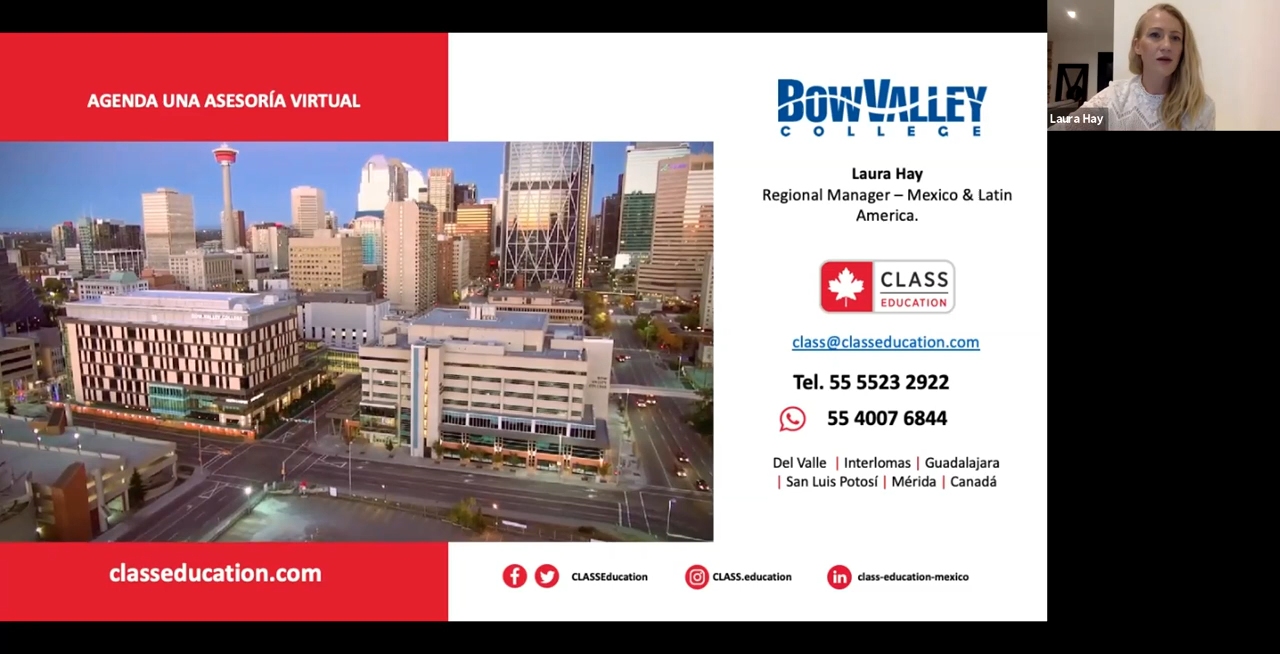 AGENDA UNA ASESORÍA VIRTUAL
BOW VALLEY
COLLEGE
Laura Hay
Laura Hay
Regional Manager – Mexico & Latin
America.
CLASS
EDUCATION
class@classeducation.com
Tel. 55 5523 2922
55 4007 6844
Del Valle | Interlomas | Guadalajara
| San Luis Potosí | Mérida | Canadá
classeducation.com
CLASSEducation
CLASS.education
class-education-mexico